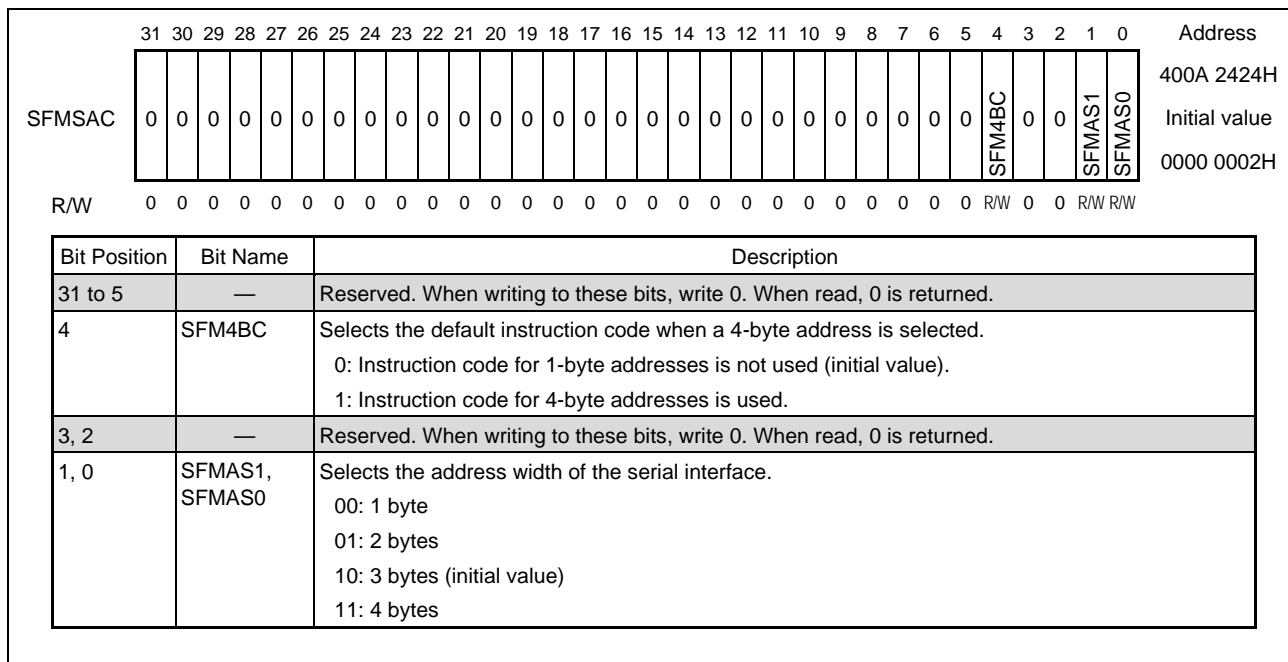 31 30 29 28 27 26 25 24 23 22 21 20 19 18 17 16 15 14 13 12 11 10 9 8 7 6 5 4 3 2 1 0 Address
400A 2424H
SFMSAC 0 0 0 0 0 0 0 0 0 0 0 0 0 0 0 0 0 0 0 0 0 0 0 0 0 0 0 SFM4BC 0 0 SFMAS1 SFMAS0 Initial value
0000 0002H
R/W 0 0 0 0 0 0 0 0 0 0 0 0 0 0 0 0 0 0 0 0 0 0 0 0 0 0 0 R/W 0 0 R/W R/W
Bit Position Bit Name Description
31 to 5 — Reserved. When writing to these bits, write 0. When read, 0 is returned.
4 SFM4BC Selects the default instruction code when a 4-byte address is selected.
0: Instruction code for 1-byte addresses is not used (initial value).
1: Instruction code for 4-byte addresses is used.
3, 2 — Reserved. When writing to these bits, write 0. When read, 0 is returned.
1, 0 SFMAS1, Selects the address width of the serial interface.
SFMAS0 00: 1 byte
01: 2 bytes
10: 3 bytes (initial value)
11: 4 bytes